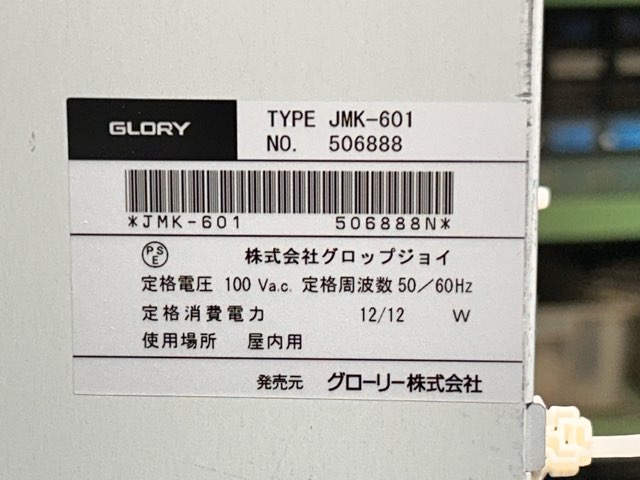 GLORY
TYPE JMK-601
NO. 506888
*JMK-601 506888N*
PSE
株式会社グロップジョイ
定格電圧 100 Va.c. 定格周波数 50/60Hz
定格消費電力 12/12 W
使用場所 屋内用
発売元 グローリー株式会社